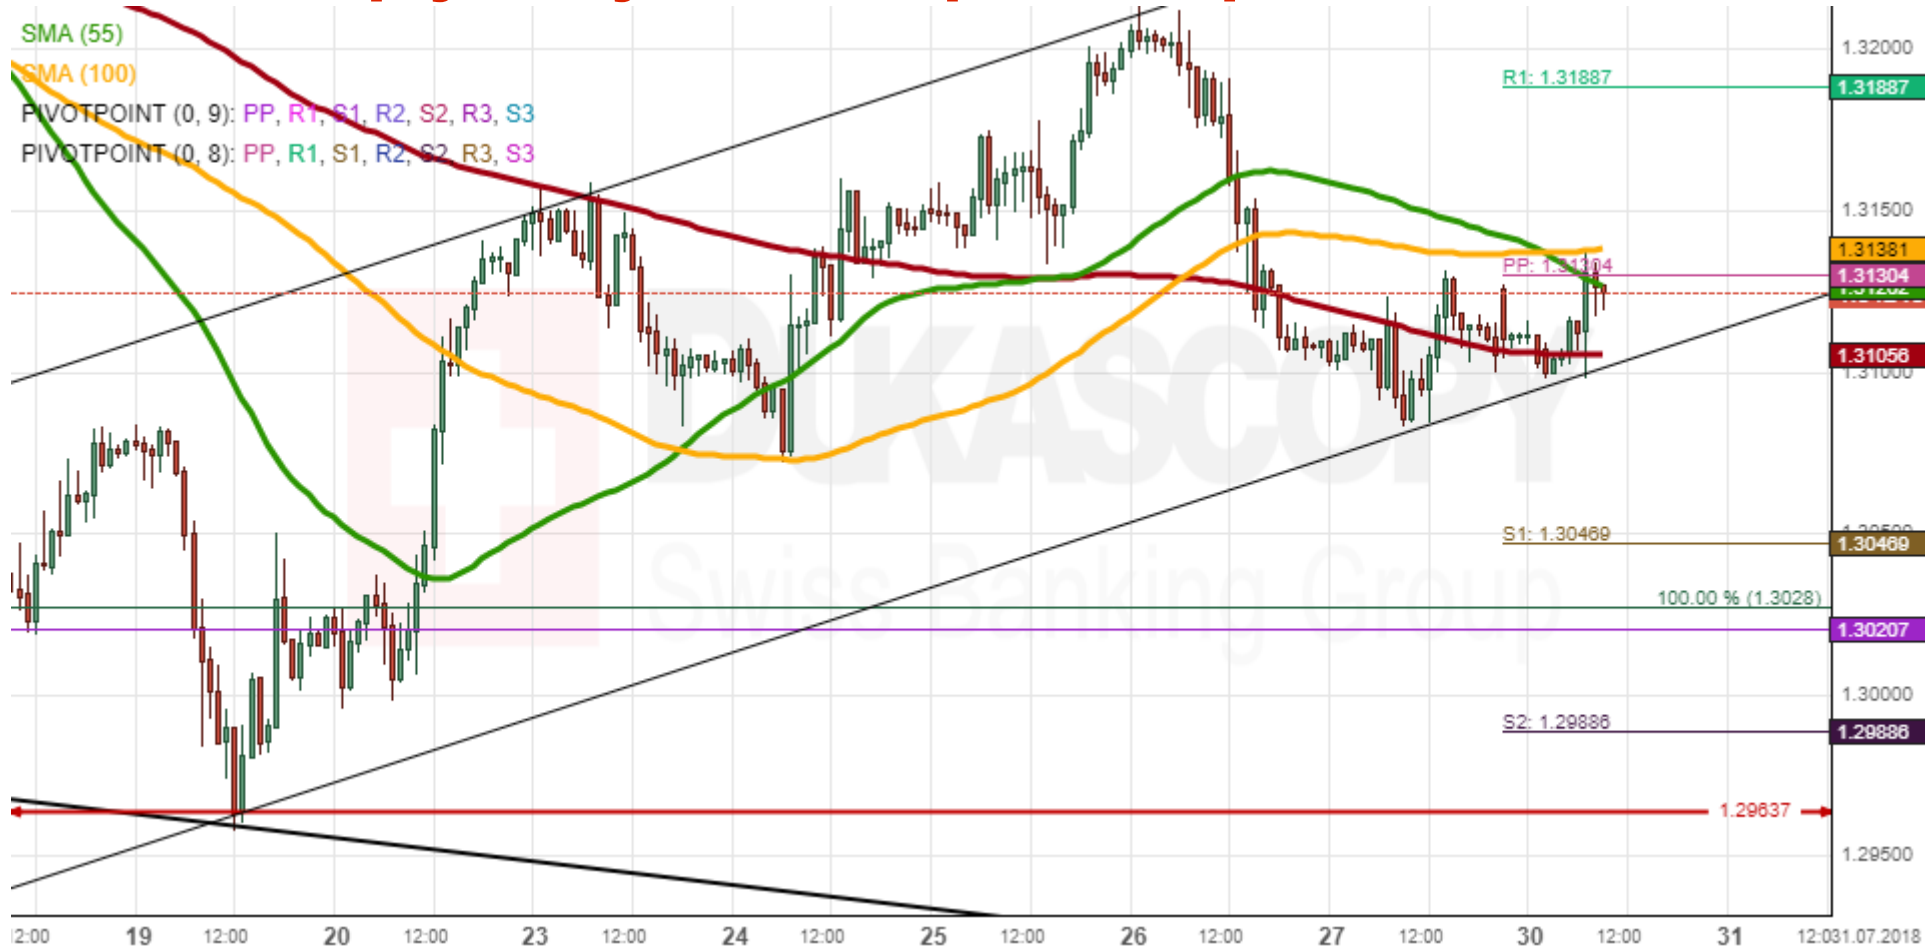 SMA (55)
SMA (100)
PIVOTPOINT (0, 9): PP, R1, S1, R2, S2, R3, S3
PIVOTPOINT (0, 8): PP, R1, S1, R2, S2, R3, S3
1.32000
R1: 1.31887
1.31887
1.31500
1.31381
PP: 1.31304
1.31304
1.31056
1.31000
DUKASCOPY
Swiss Banking Group
1.30500
S1: 1.30469
1.30469
100.00 % (1.3028)
1.30207
1.30000
S2: 1.29886
1.29886
1.29637
1.29500
12:00 19 12:00 20 12:00 23 12:00 24 12:00 25 12:00 26 12:00 27 12:00 30 12:00 31 12:0331.07.2018